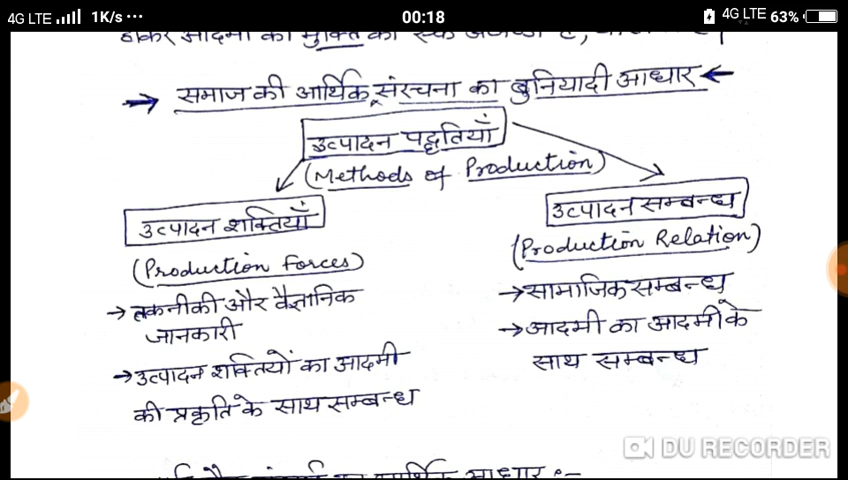 4G LTE 1K/s ... 00:18 4G LTE 63%
→ समाज की आर्थिक संरचना का बुनियादी आधार ←
उत्पादन पद्धतियाँ
(Methods of Production)
उत्पादन शक्तियाँ
(Production Forces)
→ तकनीकी और वैज्ञानिक
जानकारी
→ उत्पादन शक्तियों का आदमी
की प्रकृति के साथ सम्बन्ध
उत्पादन सम्बन्ध
(Production Relation)
→ सामाजिक सम्बन्ध
→ आदमी का आदमी के
साथ सम्बन्ध
DU RECORDER